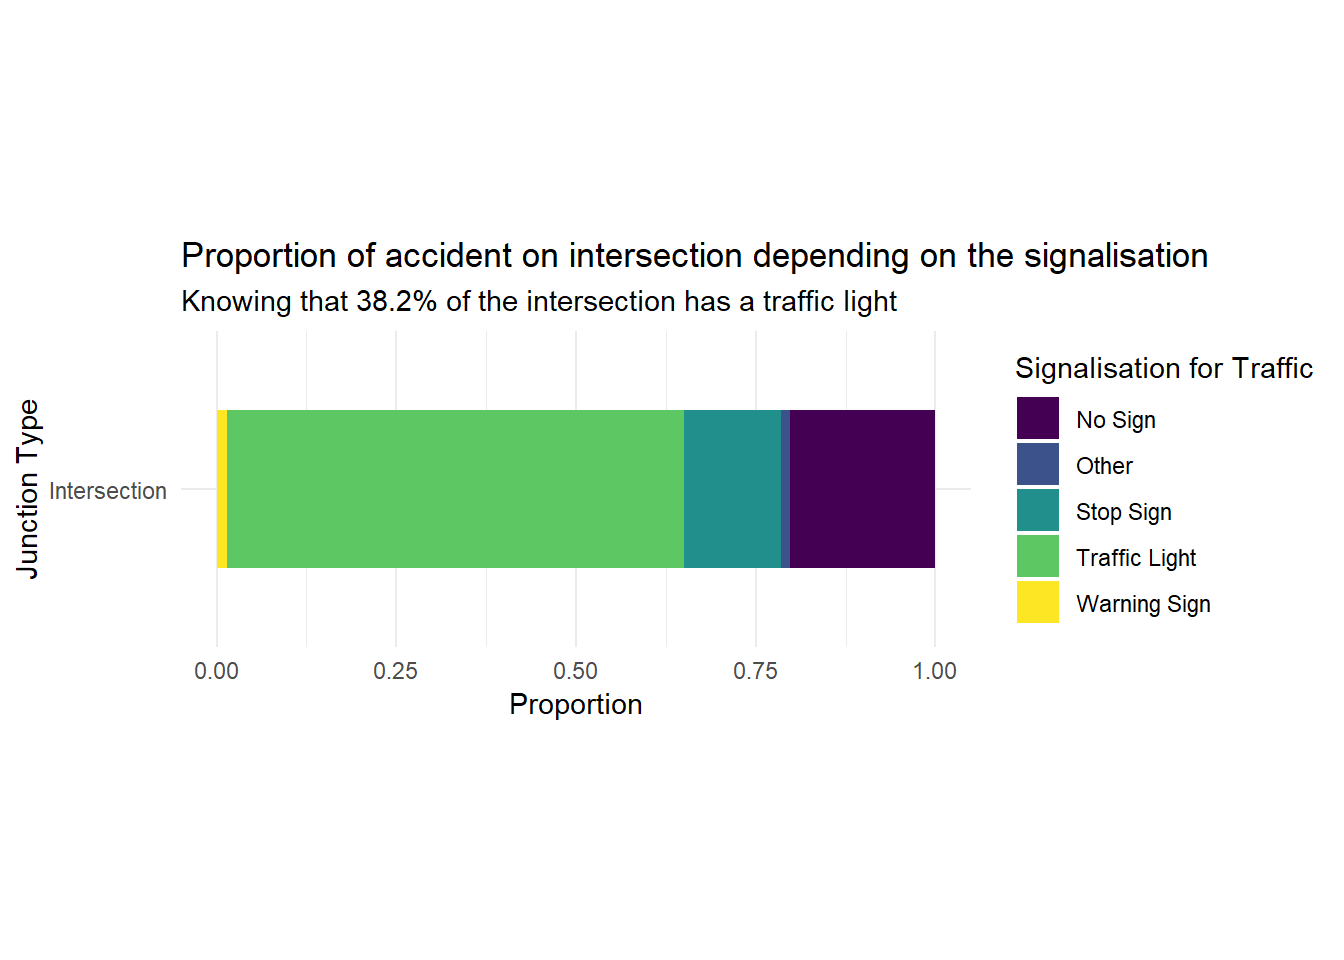 Proportion of accident on intersection depending on the signalisation
Knowing that 38.2% of the intersection has a traffic light
Junction Type
Intersection
0.00 0.25 0.50 0.75 1.00
Proportion
Signalisation for Traffic
No Sign
Other
Stop Sign
Traffic Light
Warning Sign